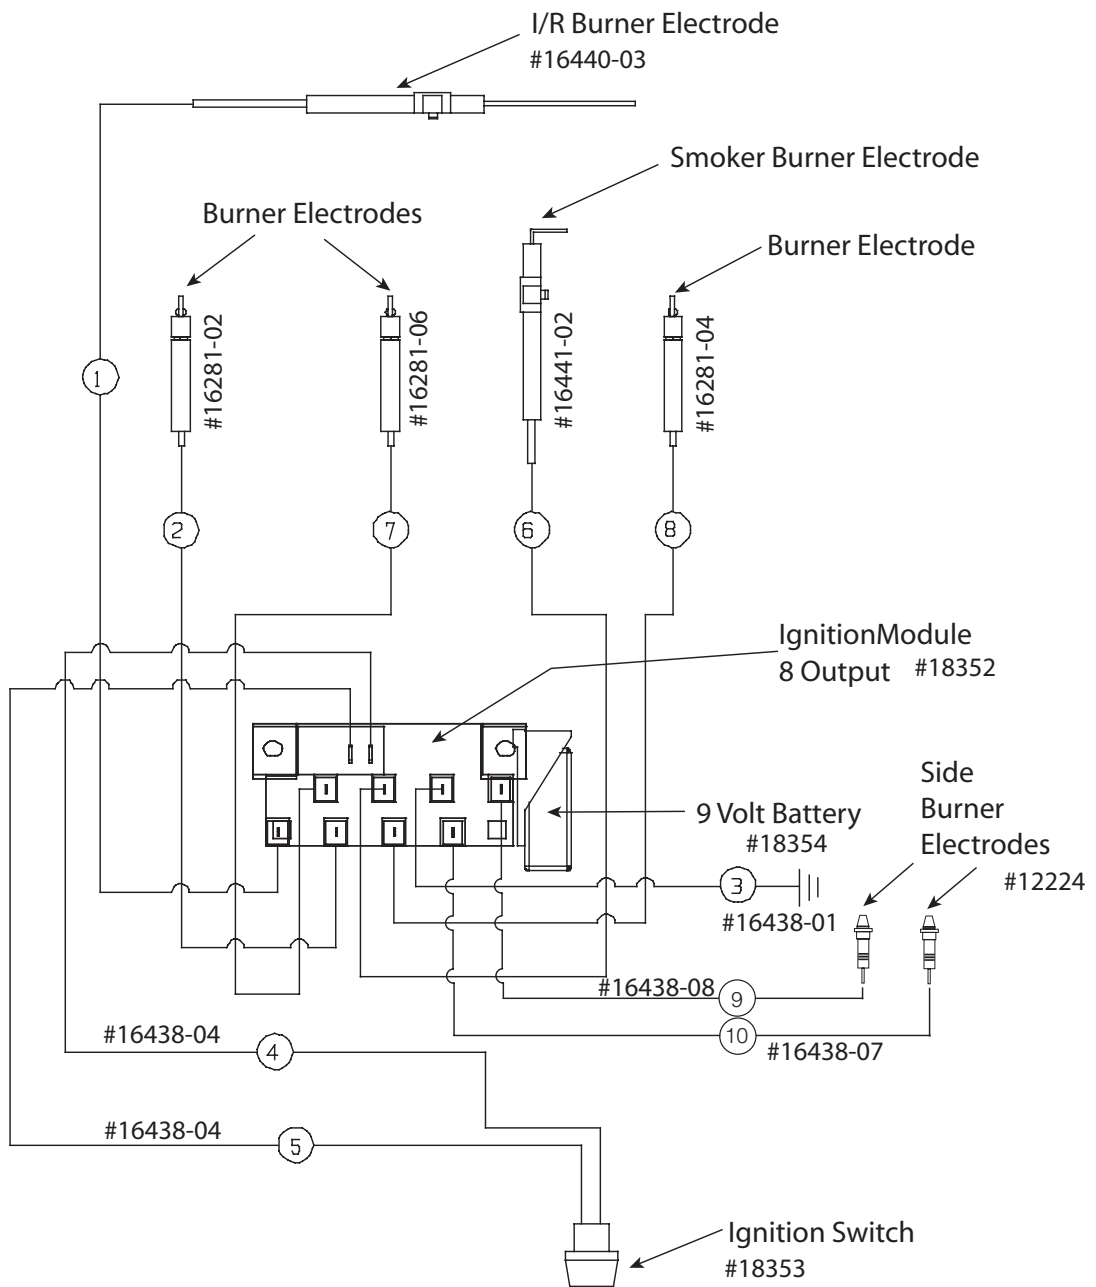 I/R Burner Electrode
#16440-03
Smoker Burner Electrode
Burner Electrodes
Burner Electrode
#16281-02
#16281-06
#16441-02
#16281-04
1
2
7
6
8
IgnitionModule
8 Output #18352
9 Volt Battery
#18354
Side
Burner
Electrodes
#12224
3
#16438-01
#16438-08
9
10
#16438-07
#16438-04
4
#16438-04
5
Ignition Switch
#18353